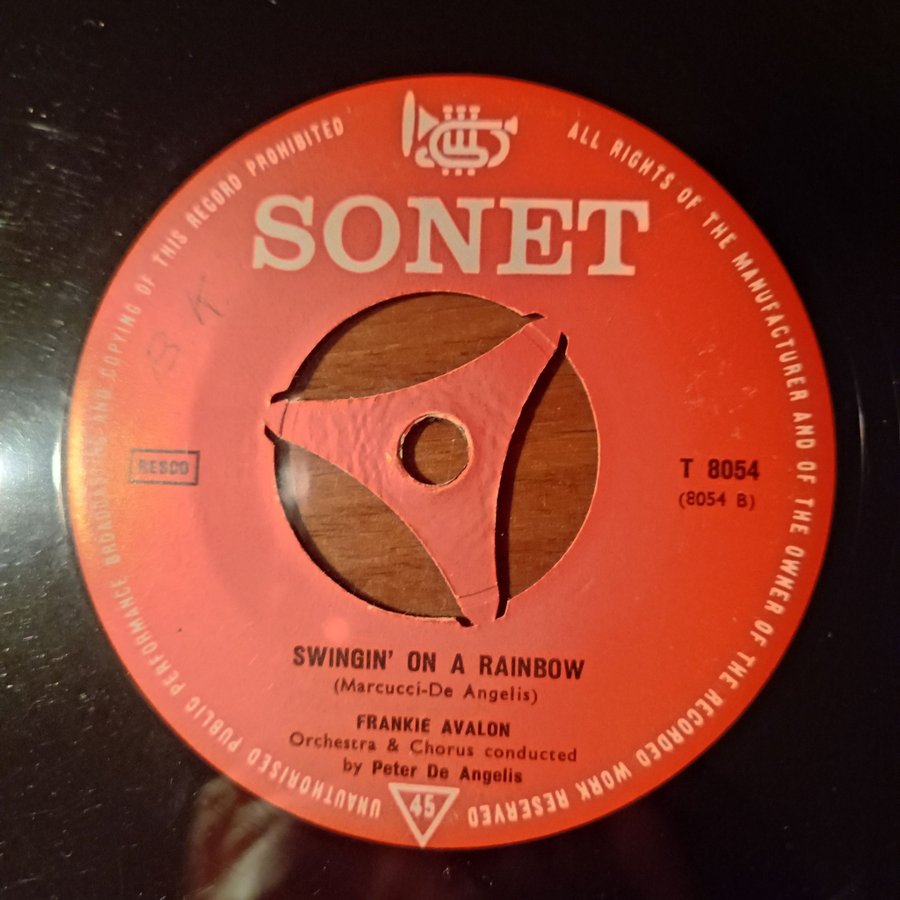 SONET
ALL RIGHTS OF THE MANUFACTURER AND OF THE OWNER OF THE RECORDED WORK RESERVED
UNAUTHORISED PUBLIC PERFORMANCE BROADCASTING AND COPYING OF THIS RECORD PROHIBITED
B K.
RESCO
T 8054
(8054 B)
SWINGIN' ON A RAINBOW
(Marcucci-De Angelis)
FRANKIE AVALON
Orchestra & Chorus conducted
by Peter De Angelis
45